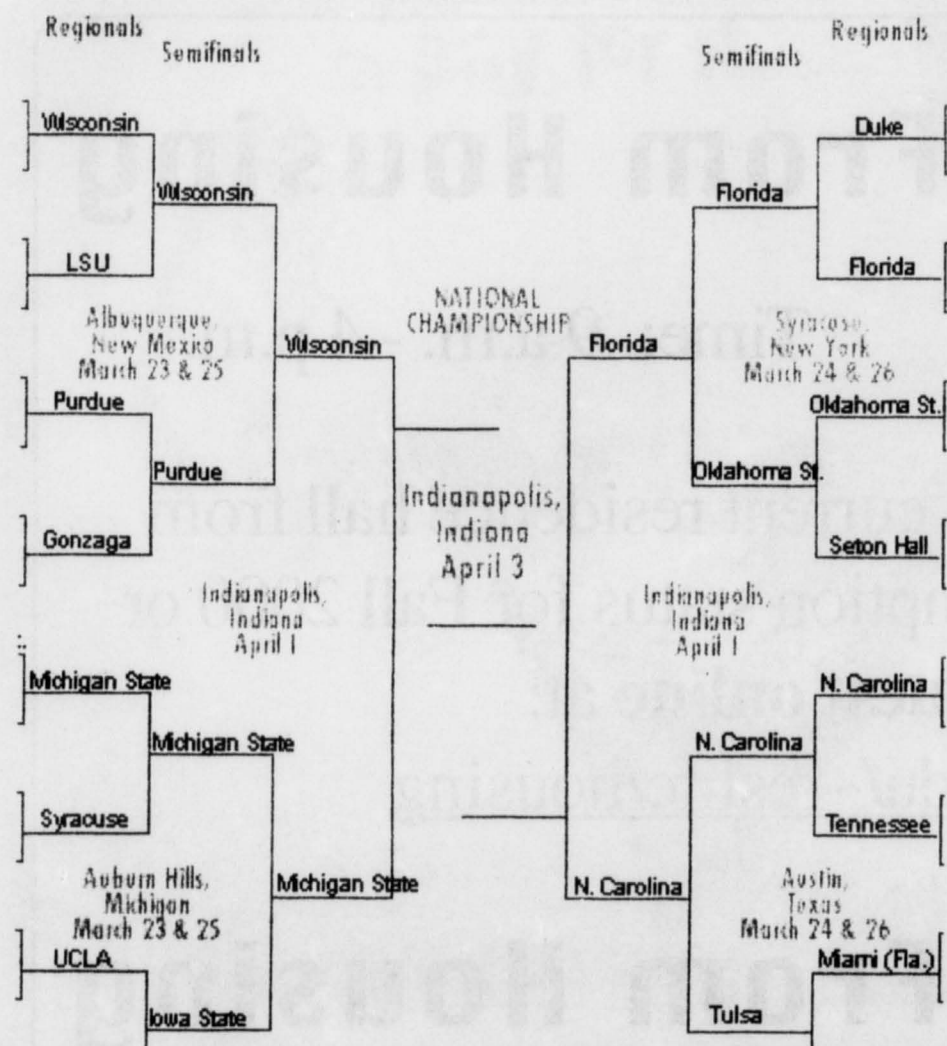 Regionals
Semifinals
Wisconsin
Wisconsin
LSU
Albuquerque,
New Mexico
March 23 & 25
Wisconsin
Purdue
Purdue
Gonzaga
Indianapolis,
Indiana
April 1
Michigan State
Michigan State
Syracuse
Auburn Hills,
Michigan
March 23 & 25
Michigan State
UCLA
Iowa State
NATIONAL
CHAMPIONSHIP
Indianapolis,
Indiana
April 3
Regionals
Semifinals
Duke
Florida
Florida
Syracuse,
New York
March 24 & 26
Florida
Oklahoma St.
Oklahoma St.
Seton Hall
Indianapolis,
Indiana
April 1
N. Carolina
N. Carolina
Tennessee
Austin,
Texas
March 24 & 26
N. Carolina
Miami (Fla.)
Tulsa